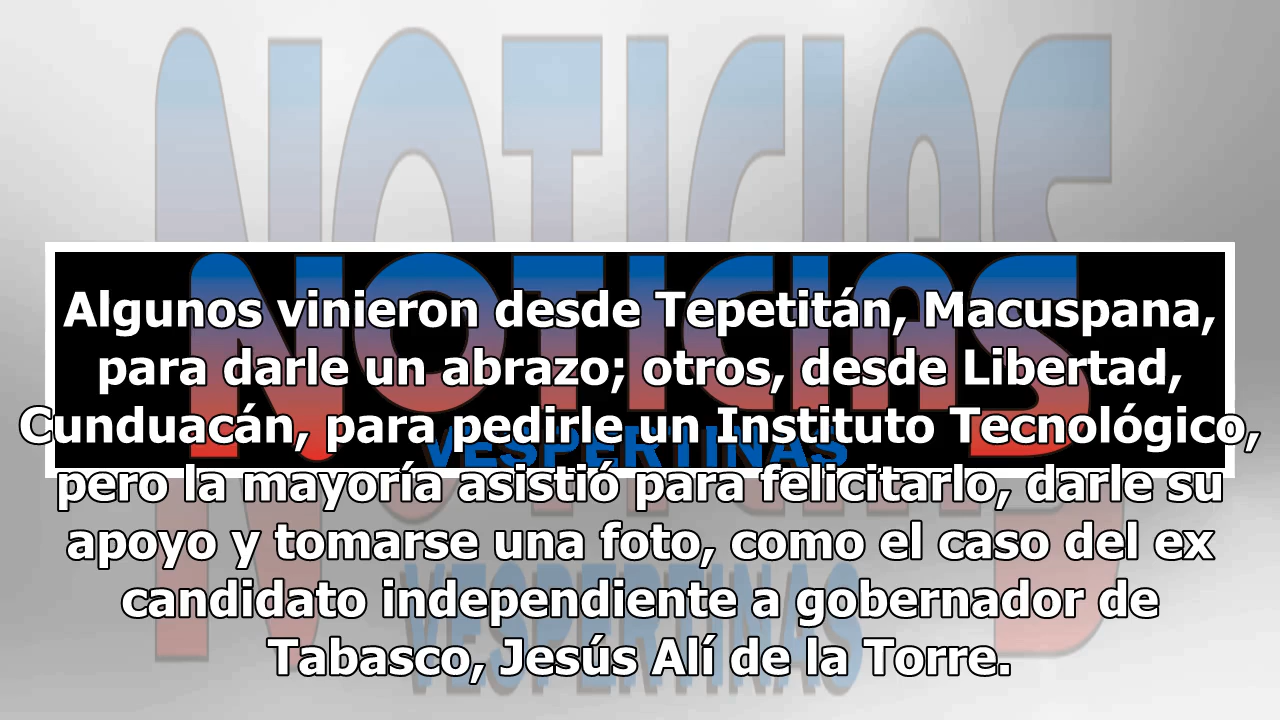 NOTICIAS
VESPERTINAS
NOTICIAS
VESPERTINAS
Algunos vinieron desde Tepetitán, Macuspana,
para darle un abrazo; otros, desde Libertad,
Cunduacán, para pedirle un Instituto Tecnológico,
pero la mayoría asistió para felicitarlo, darle su
apoyo y tomarse una foto, como el caso del ex
candidato independiente a gobernador de
Tabasco, Jesús Alí de la Torre.